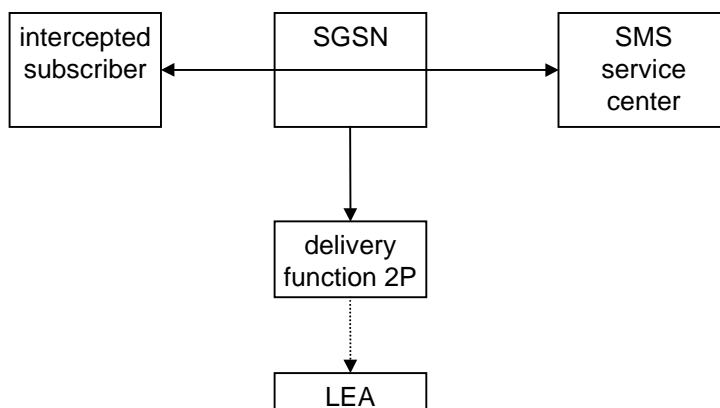 intercepted
subscriber
SGSN
SMS
service
center
delivery
function 2P
LEA